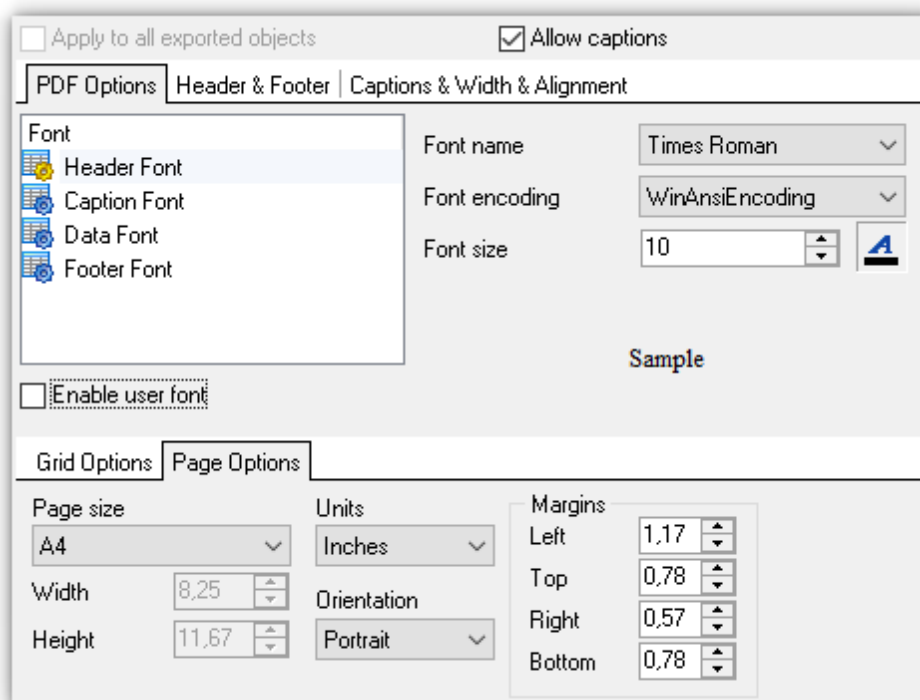 Apply to all exported objects
Allow captions
PDF Options
Header & Footer
Captions & Width & Alignment
Font
Header Font
Caption Font
Data Font
Footer Font
Enable user font
Font name
Times Roman
Font encoding
WinAnsiEncoding
Font size
10
A
Sample
Grid Options
Page Options
Page size
A4
Width
8,25
Height
11,67
Units
Inches
Orientation
Portrait
Margins
Left
1,17
Top
0,78
Right
0,57
Bottom
0,78